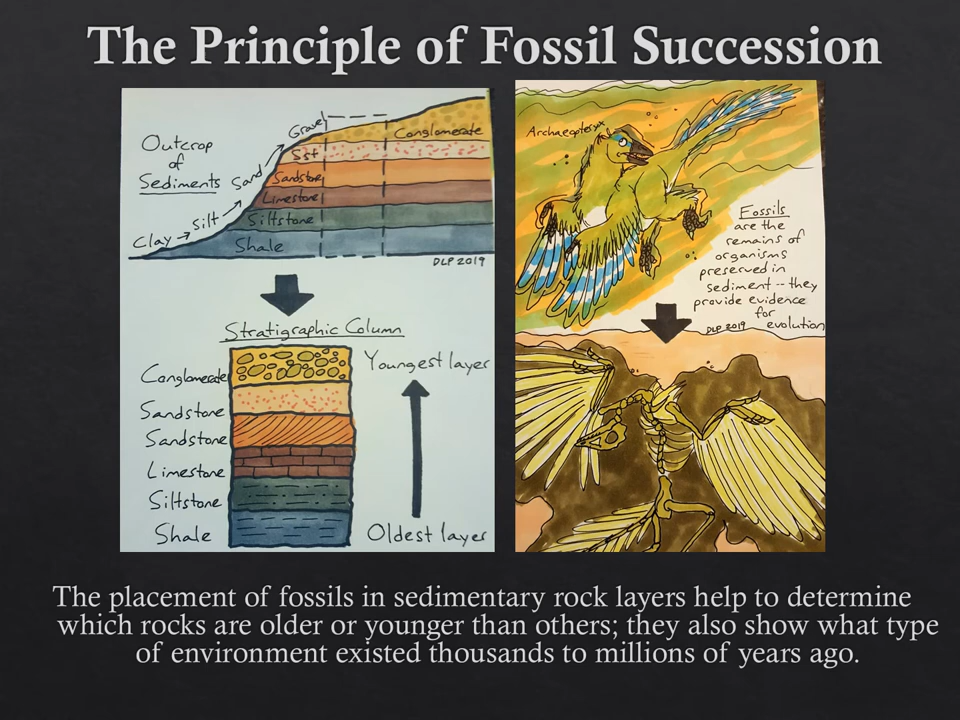 The Principle of Fossil Succession
Outcrop
of
Sediments
Clay → Silt → Sand → Gravel
Conglomerate
Sst
Sandstone
Limestone
Siltstone
Shale
DLP 2019
Stratigraphic Column
Conglomerate
Sandstone
Sandstone
Limestone
Siltstone
Shale
Youngest layer
Oldest layer
Archaeopteryx
Fossils
are the
remains of
organisms
preserved in
sediment -- they
provide evidence
for
evolution
DLP 2019
The placement of fossils in sedimentary rock layers help to determine
which rocks are older or younger than others; they also show what type
of environment existed thousands to millions of years ago.